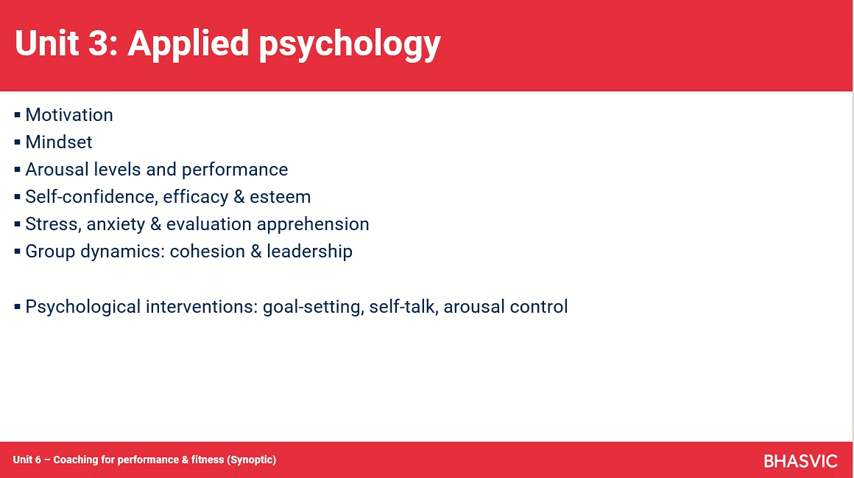 Unit 3: Applied psychology
▪ Motivation
▪ Mindset
▪ Arousal levels and performance
▪ Self-confidence, efficacy & esteem
▪ Stress, anxiety & evaluation apprehension
▪ Group dynamics: cohesion & leadership
▪ Psychological interventions: goal-setting, self-talk, arousal control
Unit 6 – Coaching for performance & fitness (Synoptic)
BHASVIC